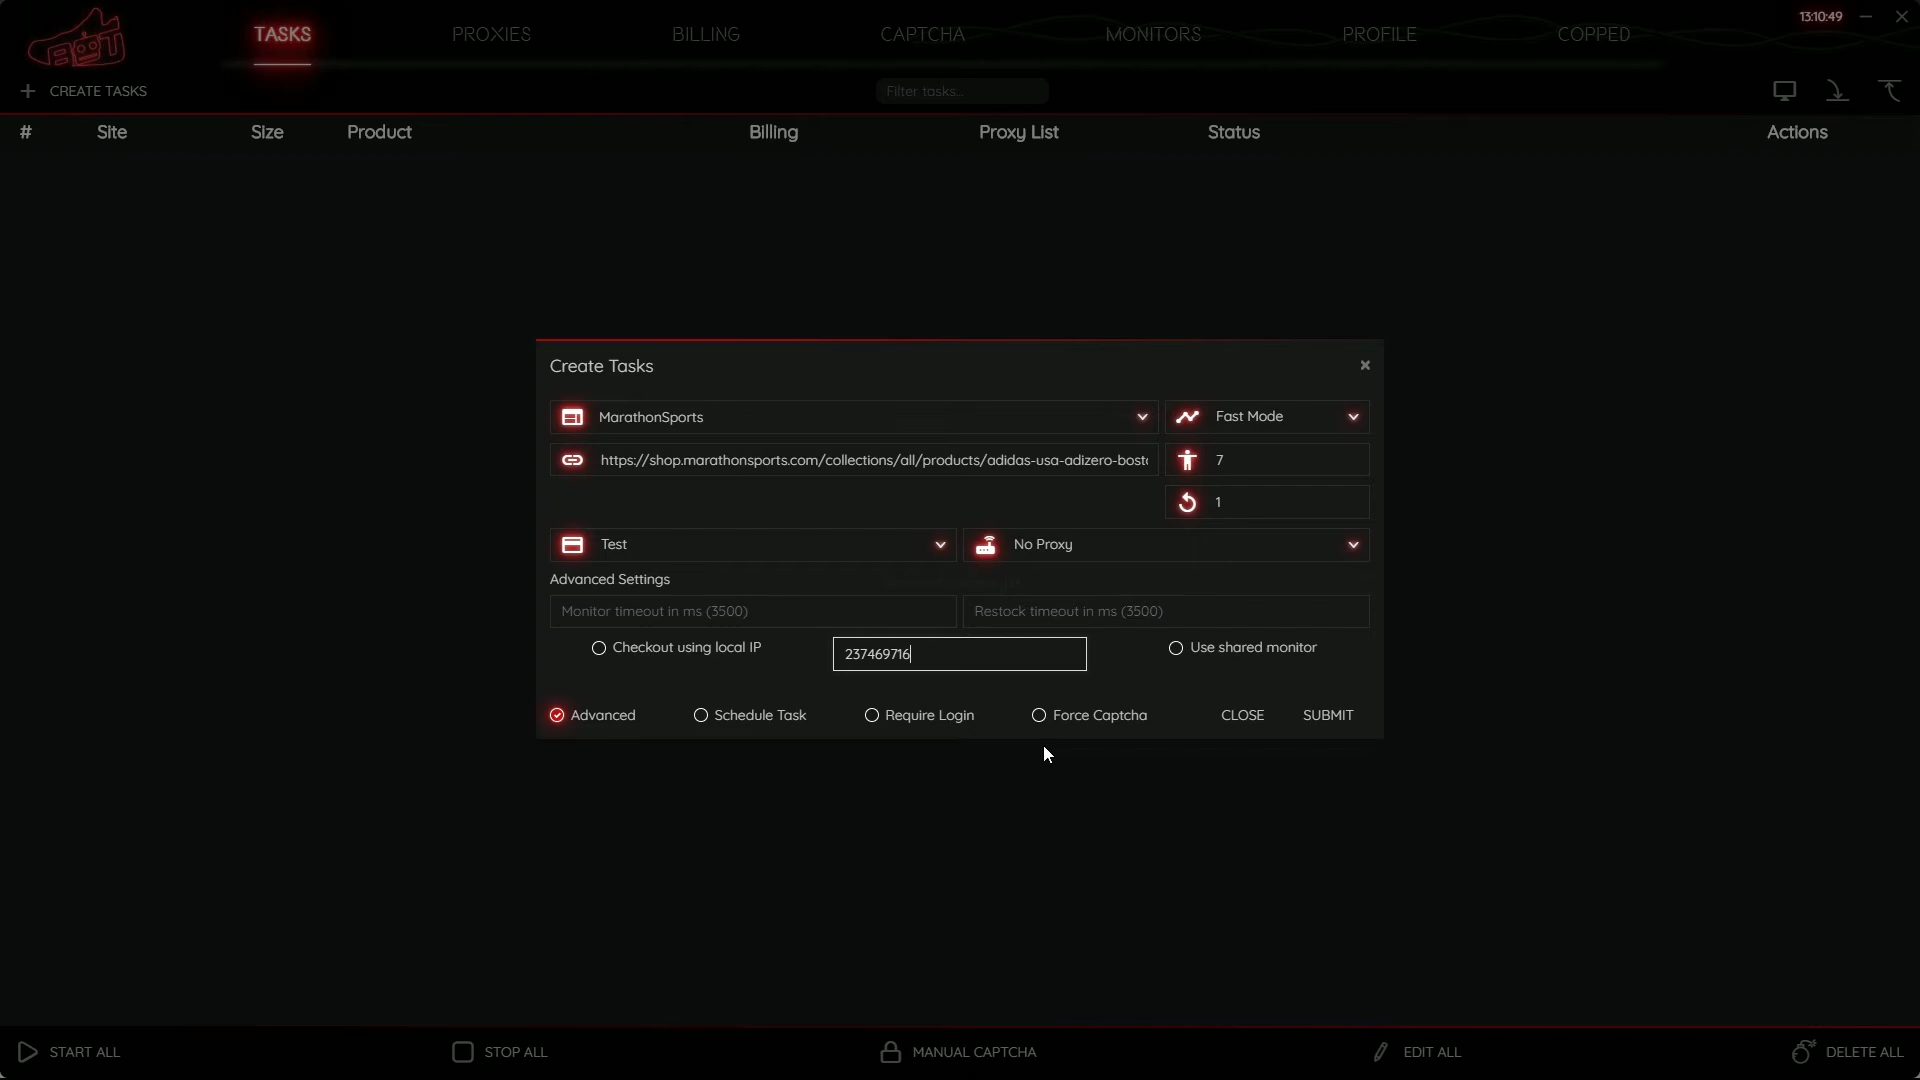 TASKS PROXIES BILLING CAPTCHA MONITORS PROFILE COPPED 13:10:49
CREATE TASKS Filter tasks...
# Site Size Product Billing Proxy List Status Actions
Create Tasks
MarathonSports Fast Mode
https://shop.marathonsports.com/collections/all/products/adidas-usa-adizero-bost 7
1
Test No Proxy
Advanced Settings
Monitor timeout in ms (3500) Restock timeout in ms (3500)
Checkout using local IP 237469716 Use shared monitor
Advanced Schedule Task Require Login Force Captcha CLOSE SUBMIT
START ALL STOP ALL MANUAL CAPTCHA EDIT ALL DELETE ALL